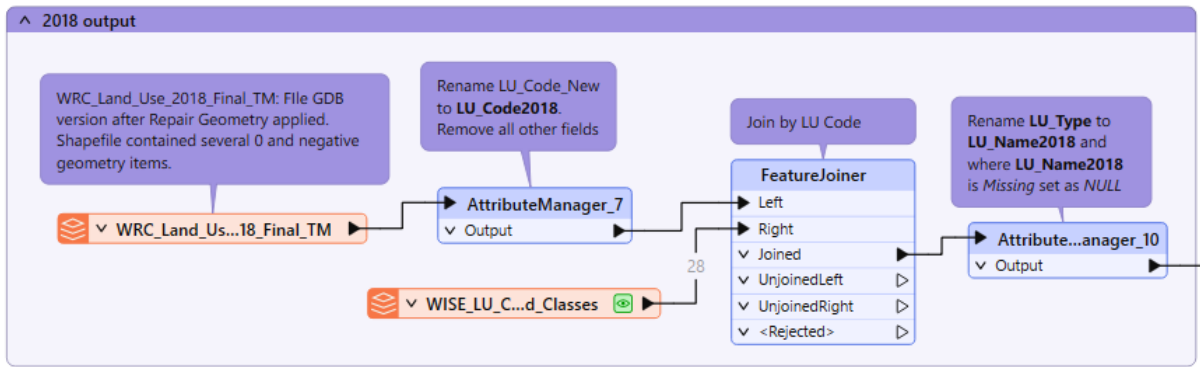 2018 output
WRC_Land_Use_2018_Final_TM: FIle GDB
version after Repair Geometry applied.
Shapefile contained several 0 and negative
geometry items.
Rename LU_Code_New
to LU_Code2018.
Remove all other fields
Join by LU Code
Rename LU_Type to
LU_Name2018 and
where LU_Name2018
is Missing set as NULL
WRC_Land_Us...18_Final_TM
AttributeManager_7
Output
FeatureJoiner
Left
Right
Joined
UnjoinedLeft
UnjoinedRight
<Rejected>
28
WISE_LU_C...d_Classes
Attribute...anager_10
Output